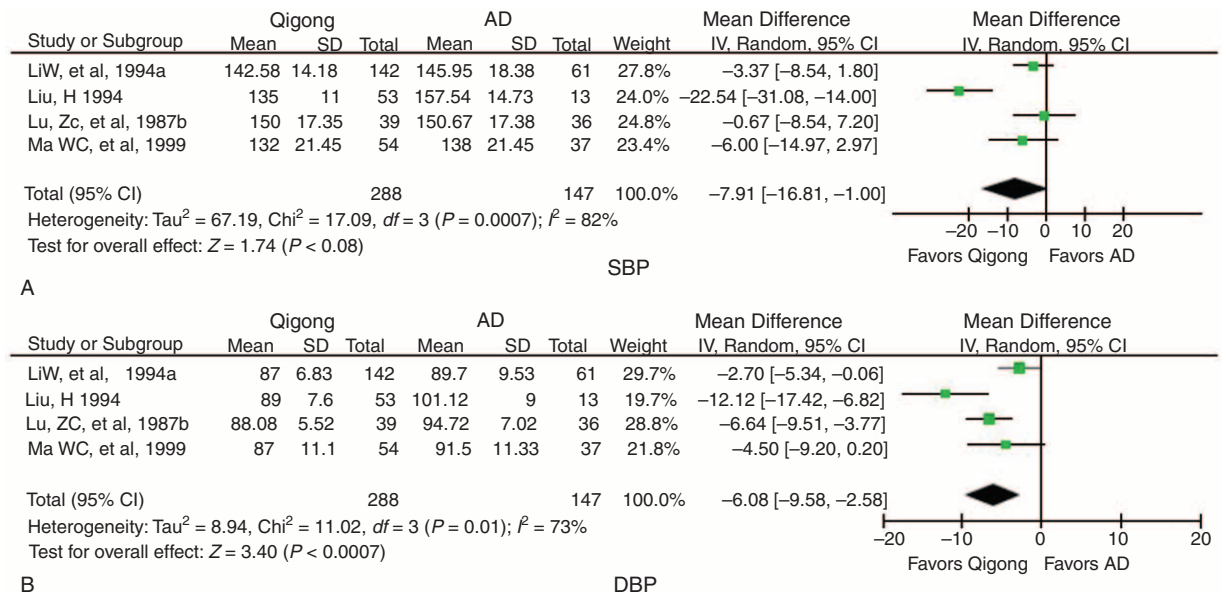 Qigong AD Mean Difference Mean Difference
Study or Subgroup Mean SD Total Mean SD Total Weight IV, Random, 95% CI IV, Random, 95% CI
LiW, et al, 1994a 142.58 14.18 142 145.95 18.38 61 27.8% −3.37 [−8.54, 1.80]
Liu, H 1994 135 11 53 157.54 14.73 13 24.0% −22.54 [−31.08, −14.00]
Lu, Zc, et al, 1987b 150 17.35 39 150.67 17.38 36 24.8% −0.67 [−8.54, 7.20]
Ma WC, et al, 1999 132 21.45 54 138 21.45 37 23.4% −6.00 [−14.97, 2.97]
Total (95% CI) 288 147 100.0% −7.91 [−16.81, −1.00]
Heterogeneity: Tau² = 67.19, Chi² = 17.09, df = 3 (P = 0.0007); I² = 82%
Test for overall effect: Z = 1.74 (P < 0.08)
−20 −10 0 10 20
Favors Qigong Favors AD
SBP
A
Qigong AD Mean Difference Mean Difference
Study or Subgroup Mean SD Total Mean SD Total Weight IV, Random, 95% CI IV, Random, 95% CI
LiW, et al, 1994a 87 6.83 142 89.7 9.53 61 29.7% −2.70 [−5.34, −0.06]
Liu, H 1994 89 7.6 53 101.12 9 13 19.7% −12.12 [−17.42, −6.82]
Lu, ZC, et al, 1987b 88.08 5.52 39 94.72 7.02 36 28.8% −6.64 [−9.51, −3.77]
Ma WC, et al, 1999 87 11.1 54 91.5 11.33 37 21.8% −4.50 [−9.20, 0.20]
Total (95% CI) 288 147 100.0% −6.08 [−9.58, −2.58]
Heterogeneity: Tau² = 8.94, Chi² = 11.02, df = 3 (P = 0.01); I² = 73%
Test for overall effect: Z = 3.40 (P < 0.0007)
−20 −10 0 10 20
Favors Qigong Favors AD
B
DBP